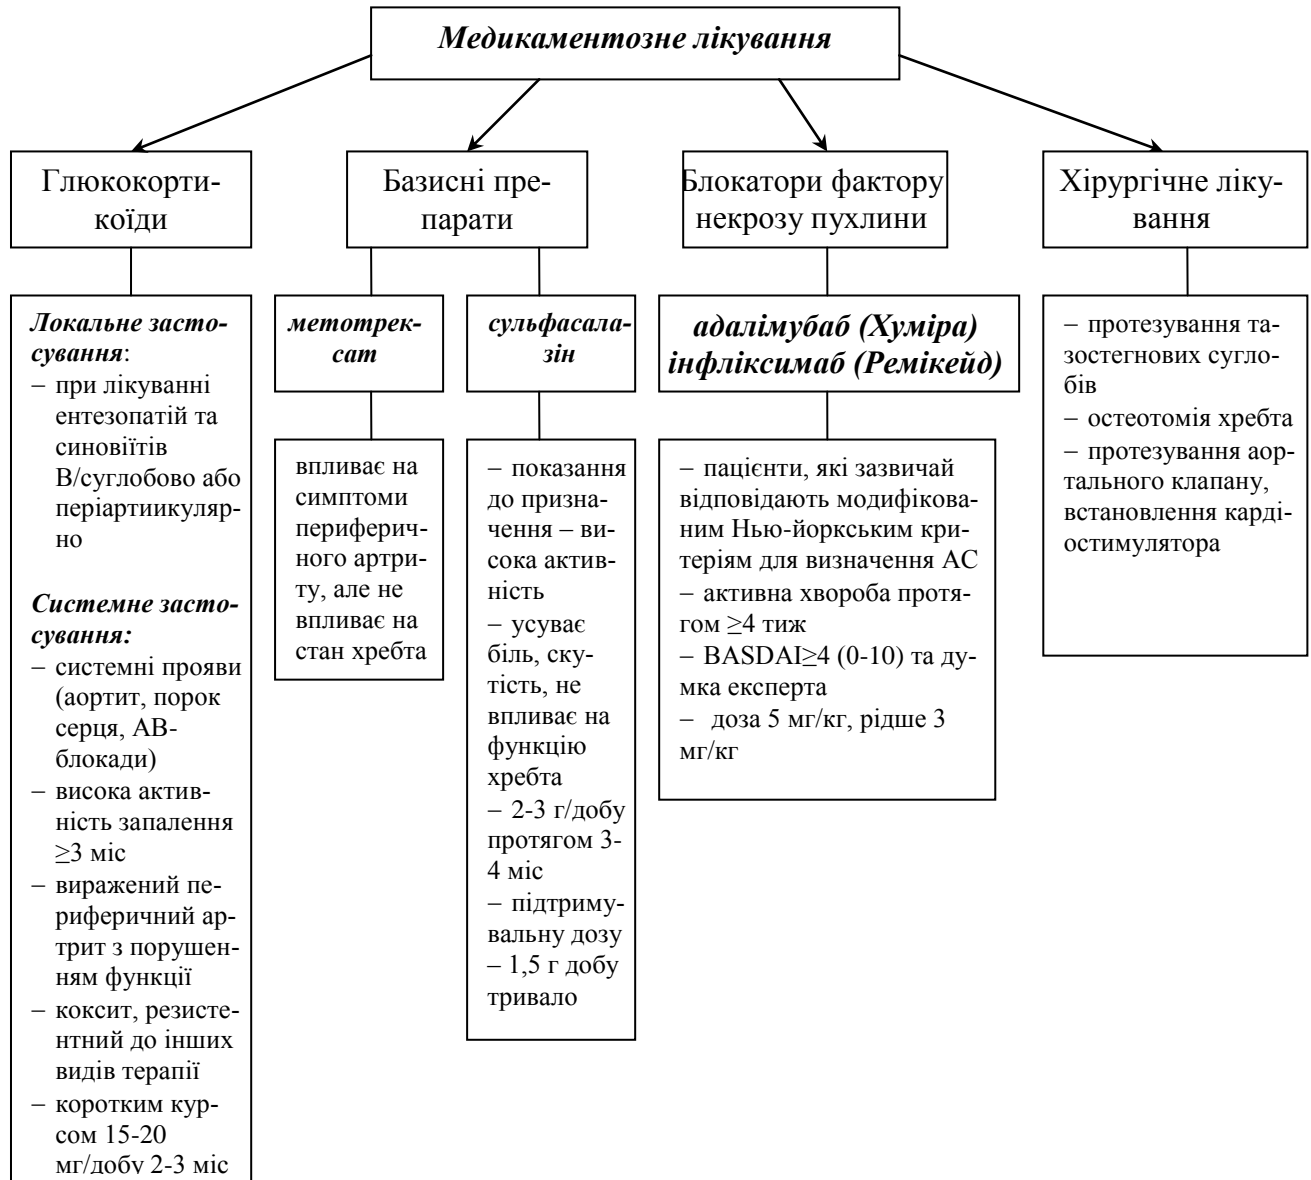 Медикаментозне лікування
Глюкокорти-
коїди
Базисні пре-
парати
Блокатори фактору
некрозу пухлини
Хірургічне ліку-
вання
Локальне засто-
сування:
– при лікуванні
ентезопатій та
синовіїтів
В/суглобово або
періартиикуляр-
но
Системне засто-
сування:
– системні прояви
(аортит, порок
серця, АВ-
блокади)
– висока актив-
ність запалення
≥3 міс
– виражений пе-
риферичний ар-
трит з порушен-
ням функції
– коксит, резисте-
нтний до інших
видів терапії
– коротким кур-
сом 15-20
мг/добу 2-3 міс
метотрек-
сат
впливає на
симптоми
периферич-
ного артри-
ту, але не
впливає на
стан хребта
сульфасала-
зін
– показання
до призна-
чення – ви-
сока актив-
ність
– усуває
біль, ску-
тість, не
впливає на
функцію
хребта
– 2-3 г/добу
протягом 3-
4 міс
– підтриму-
вальну дозу
– 1,5 г добу
тривало
адалімубаб (Хуміра)
інфліксимаб (Ремікейд)
– пацієнти, які зазвичай
відповідають модифікова-
ним Нью-йоркським кри-
теріям для визначення АС
– активна хвороба протя-
гом ≥4 тиж
– BASDAI≥4 (0-10) та ду-
мка експерта
– доза 5 мг/кг, рідше 3
мг/кг
– протезування та-
зостегнових сугло-
бів
– остеотомія хребта
– протезування аор-
тального клапану,
встановлення карді-
остимулятора